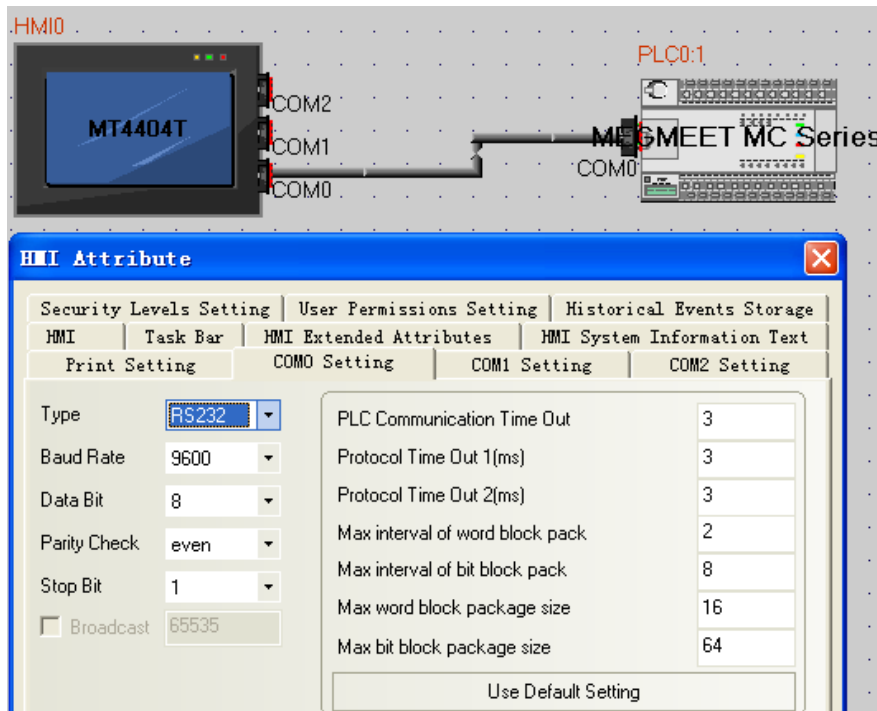 HMI0
PLC0:1
COM2
MT4404T
COM1
MEGMEET MC Series
COM0
COM0
HMI Attribute
Security Levels Setting
User Permissions Setting
Historical Events Storage
HMI
Task Bar
HMI Extended Attributes
HMI System Information Text
Print Setting
COM0 Setting
COM1 Setting
COM2 Setting
Type
RS232
Baud Rate
9600
Data Bit
8
Parity Check
even
Stop Bit
1
Broadcast
65535
PLC Communication Time Out
3
Protocol Time Out 1(ms)
3
Protocol Time Out 2(ms)
3
Max interval of word block pack
2
Max interval of bit block pack
8
Max word block package size
16
Max bit block package size
64
Use Default Setting